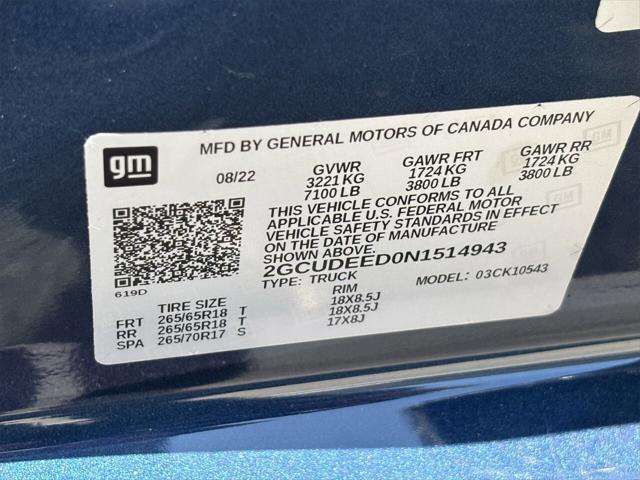 gm
MFD BY GENERAL MOTORS OF CANADA COMPANY
08/22 GVWR GAWR FRT GAWR RR
3221 KG 1724 KG 1724 KG
7100 LB 3800 LB 3800 LB
THIS VEHICLE CONFORMS TO ALL
APPLICABLE U.S. FEDERAL MOTOR
VEHICLE SAFETY STANDARDS IN EFFECT
ON THE DATE OF MANUFACTURE
SHOWN ABOVE.
2GCUDEED0N1514943
TYPE: TRUCK MODEL: 03CK10543
619D
TIRE SIZE RIM
FRT 265/65R18 T 18X8.5J
RR 265/65R18 T 18X8.5J
SPA 265/70R17 S 17X8J